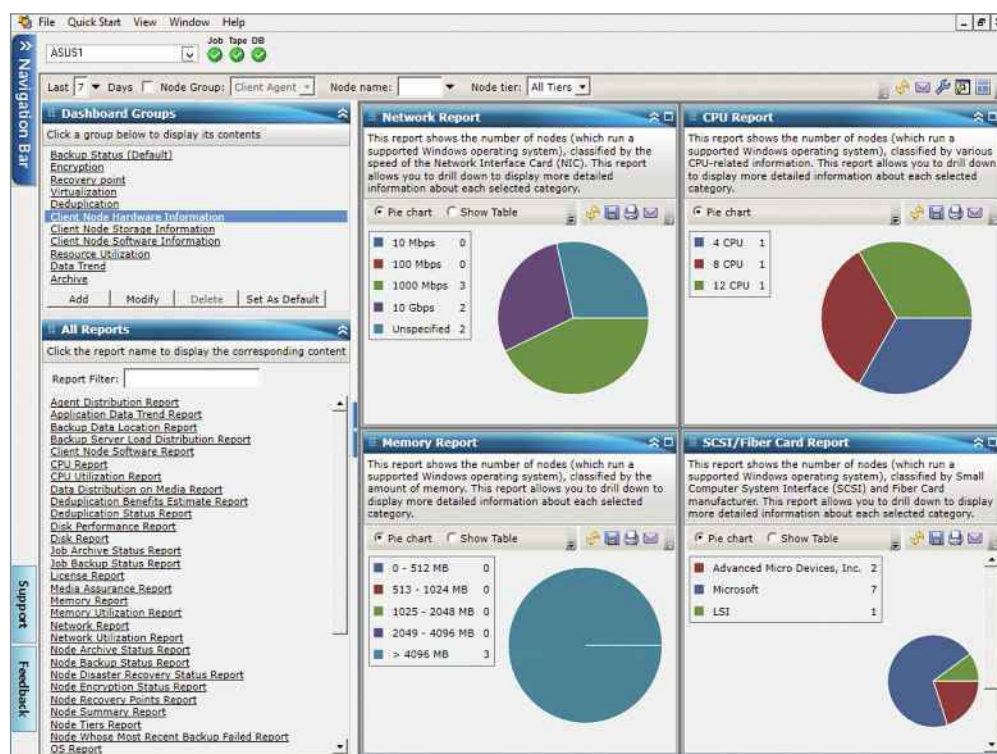 File Quick Start View Window Help
ASUS1
Job Tape DB
Last 7 Days Node Group: Client Agent Node name: Node tier: All Tiers
Navigation Bar
Support
Feedback
Dashboard Groups
Click a group below to display its contents
Backup Status (Default)
Encryption
Recovery point
Virtualization
Deduplication
Client Node Hardware Information
Client Node Storage Information
Client Node Software Information
Resource Utilization
Data Trend
Archive
Add Modify Delete Set As Default
All Reports
Click the report name to display the corresponding content
Report Filter:
Agent Distribution Report
Application Data Trend Report
Backup Data Location Report
Backup Server Load Distribution Report
Client Node Software Report
CPU Report
CPU Utilization Report
Data Distribution on Media Report
Deduplication Benefits Estimate Report
Deduplication Status Report
Disk Performance Report
Disk Report
Job Archive Status Report
Job Backup Status Report
License Report
Media Assurance Report
Memory Report
Memory Utilization Report
Network Report
Network Utilization Report
Node Archive Status Report
Node Backup Status Report
Node Disaster Recovery Status Report
Node Encryption Status Report
Node Recovery Points Report
Node Summary Report
Node Tiers Report
Node Whose Most Recent Backup Failed Report
OS Report
Network Report
This report shows the number of nodes (which run a
supported Windows operating system), classified by the
speed of the Network Interface Card (NIC). This report
allows you to drill down to display more detailed
information about each selected category.
Pie chart Show Table
10 Mbps 0
100 Mbps 0
1000 Mbps 3
10 Gbps 2
Unspecified 2
CPU Report
This report shows the number of nodes (which run a
supported Windows operating system), classified by various
CPU-related information. This report allows you to drill down
to display more detailed information about each selected
category.
Pie chart
4 CPU 1
8 CPU 1
12 CPU 1
Memory Report
This report shows the number of nodes (which run a
supported Windows operating system), classified by the
amount of memory. This report allows you to drill down to
display more detailed information about each selected
category.
Pie chart Show Table
0 - 512 MB 0
513 - 1024 MB 0
1025 - 2048 MB 0
2049 - 4096 MB 0
> 4096 MB 3
SCSI/Fiber Card Report
This report shows the number of nodes (which run a
supported Windows operating system), classified by Small
Computer System Interface (SCSI) and Fiber Card
manufacturer. This report allows you to drill down to display
more detailed information about each selected category.
Pie chart Show Table
Advanced Micro Devices, Inc. 2
Microsoft 7
LSI 1